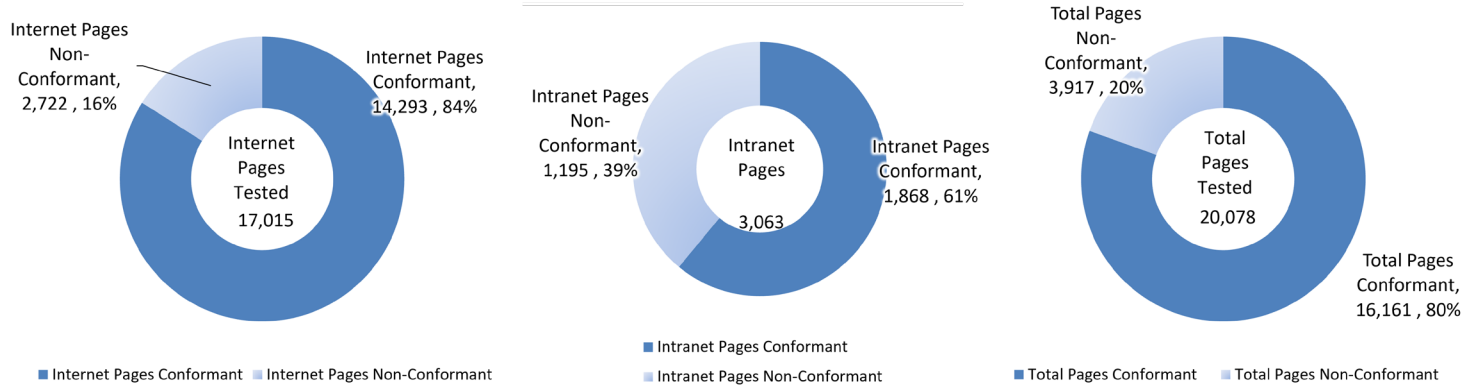 Internet Pages
Non-
Conformant,
2,722 , 16%
Internet Pages
Conformant,
14,293 , 84%
Internet
Pages
Tested
17,015
Internet Pages Conformant
Internet Pages Non-Conformant
Intranet Pages
Non-
Conformant,
1,195 , 39%
Intranet Pages
Conformant,
1,868 , 61%
Intranet
Pages
3,063
Intranet Pages Conformant
Intranet Pages Non-Conformant
Total Pages
Non-
Conformant,
3,917 , 20%
Total
Pages
Tested
20,078
Total Pages
Conformant,
16,161 , 80%
Total Pages Conformant
Total Pages Non-Conformant